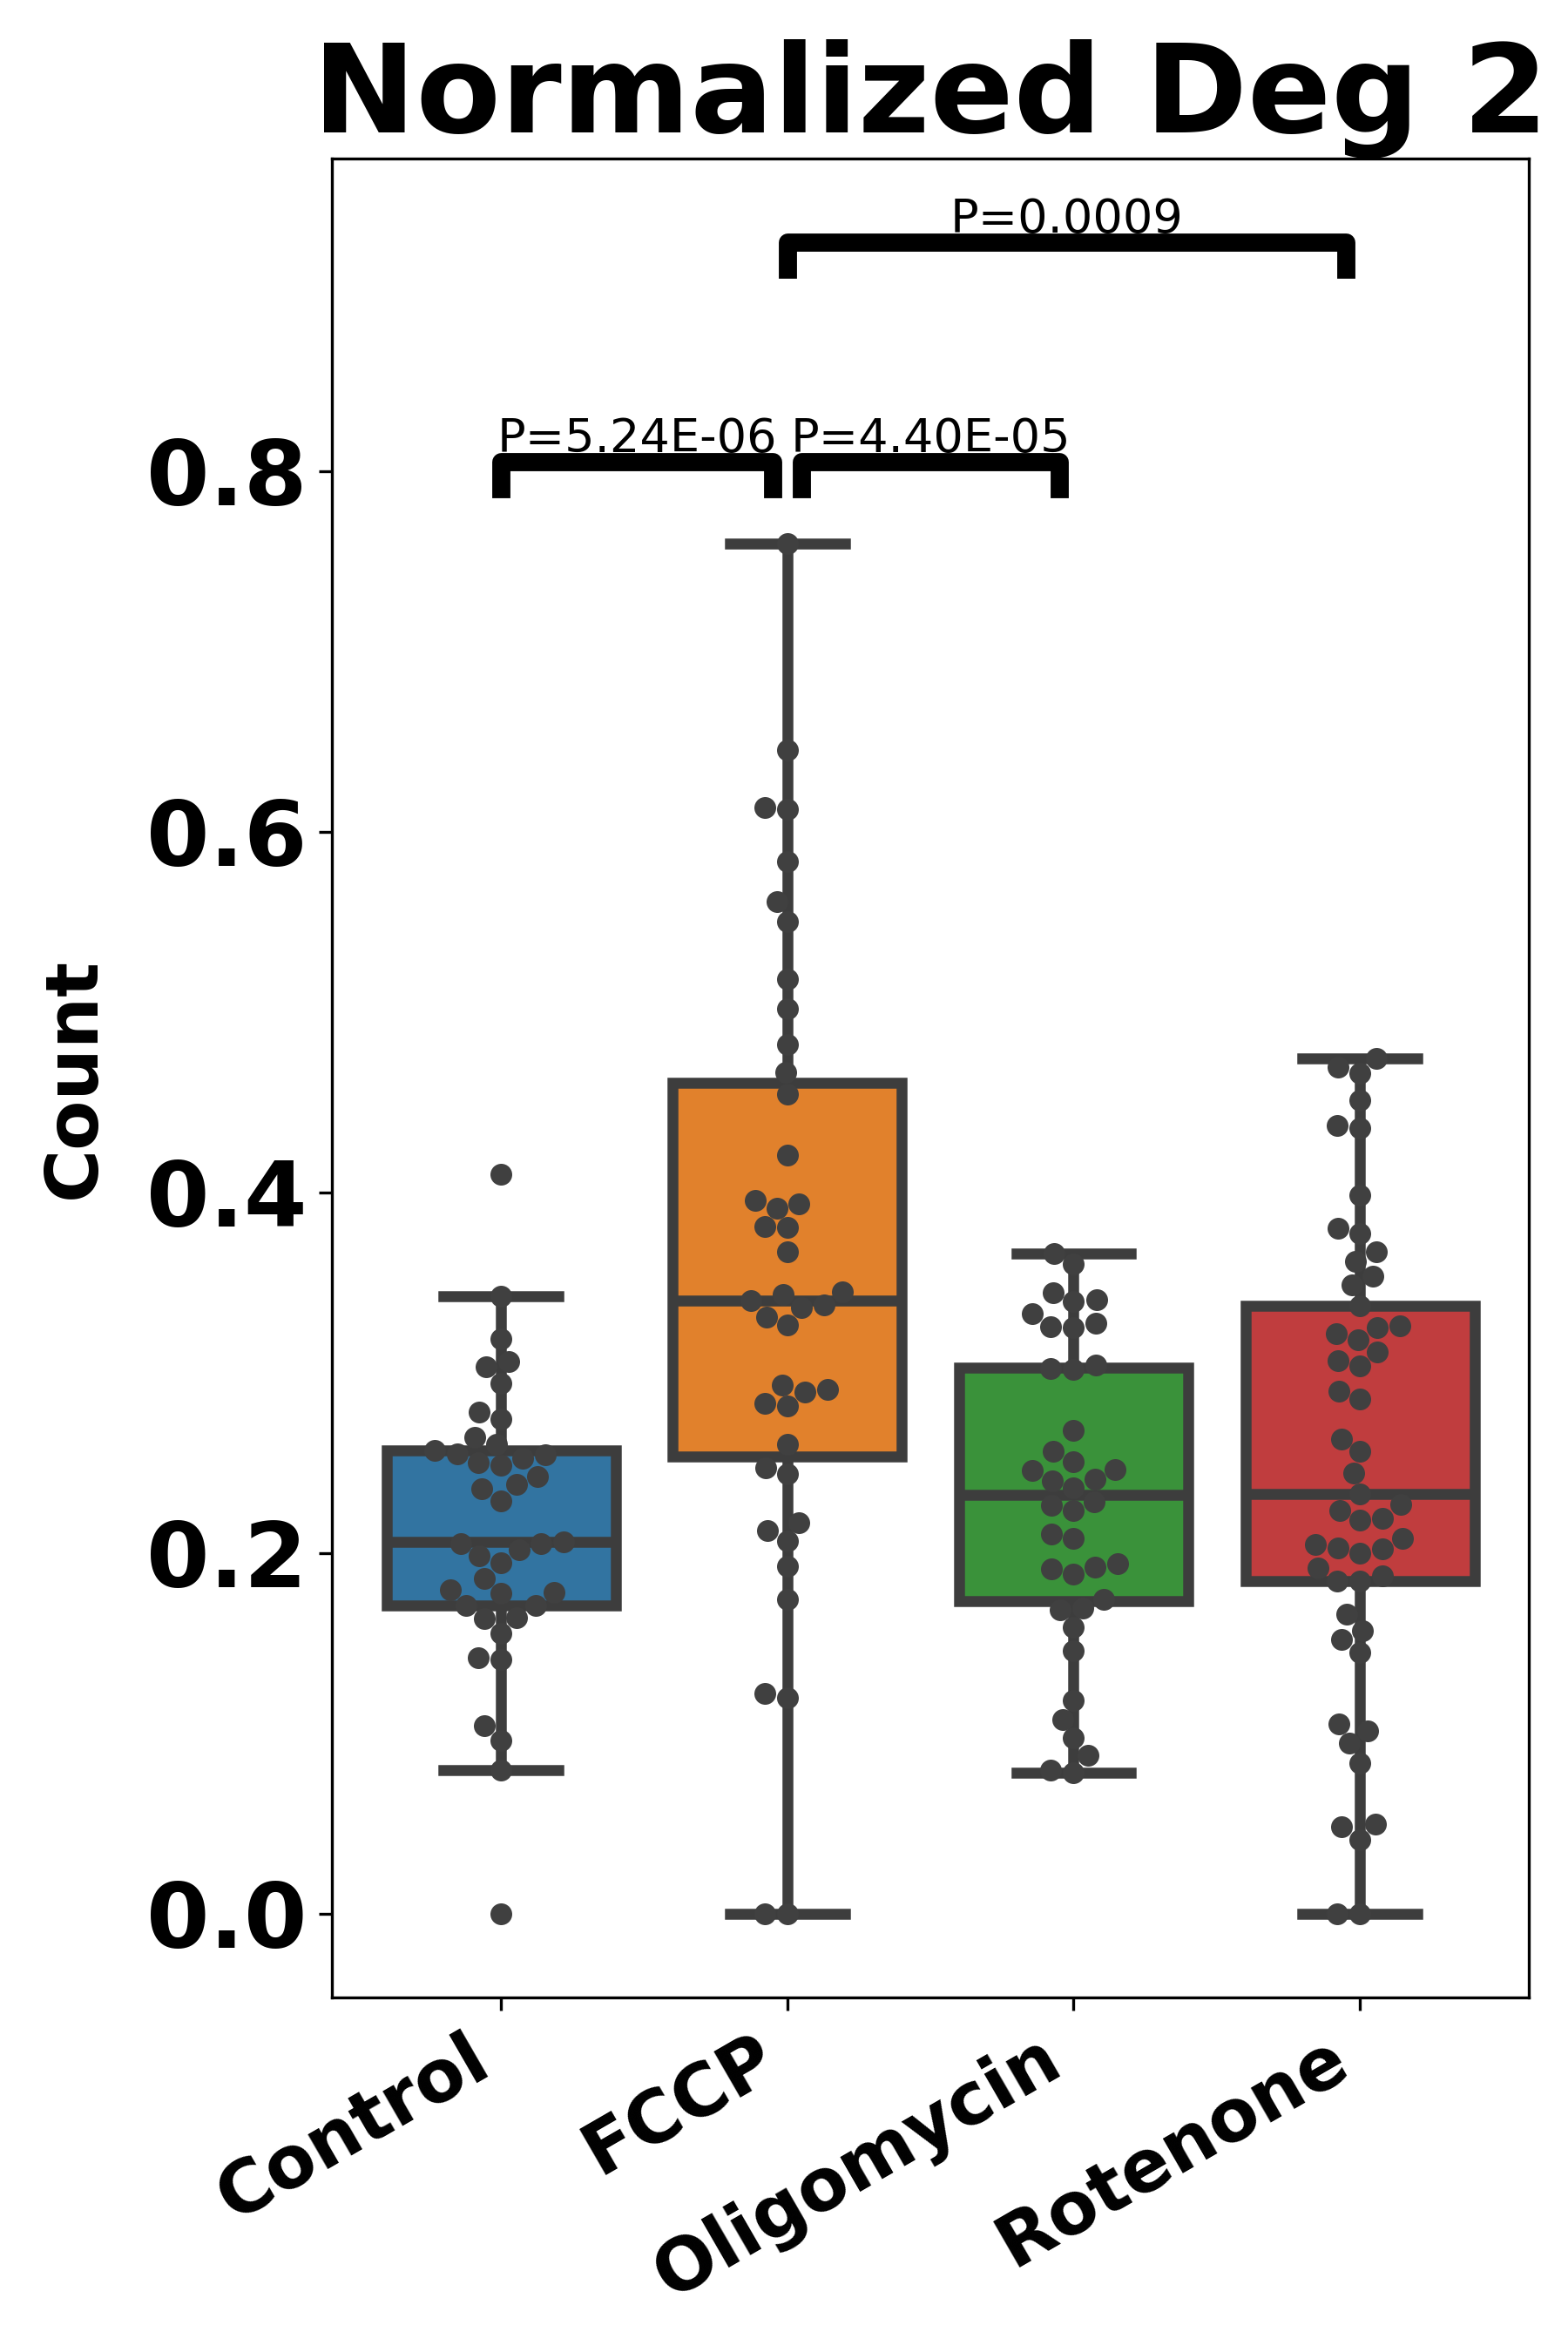 Normalized Deg 2
P=0.0009
P=5.24E-06 P=4.40E-05
0.8
0.6
0.4
0.2
0.0
Count
Control
FCCP
Oligomycin
Rotenone